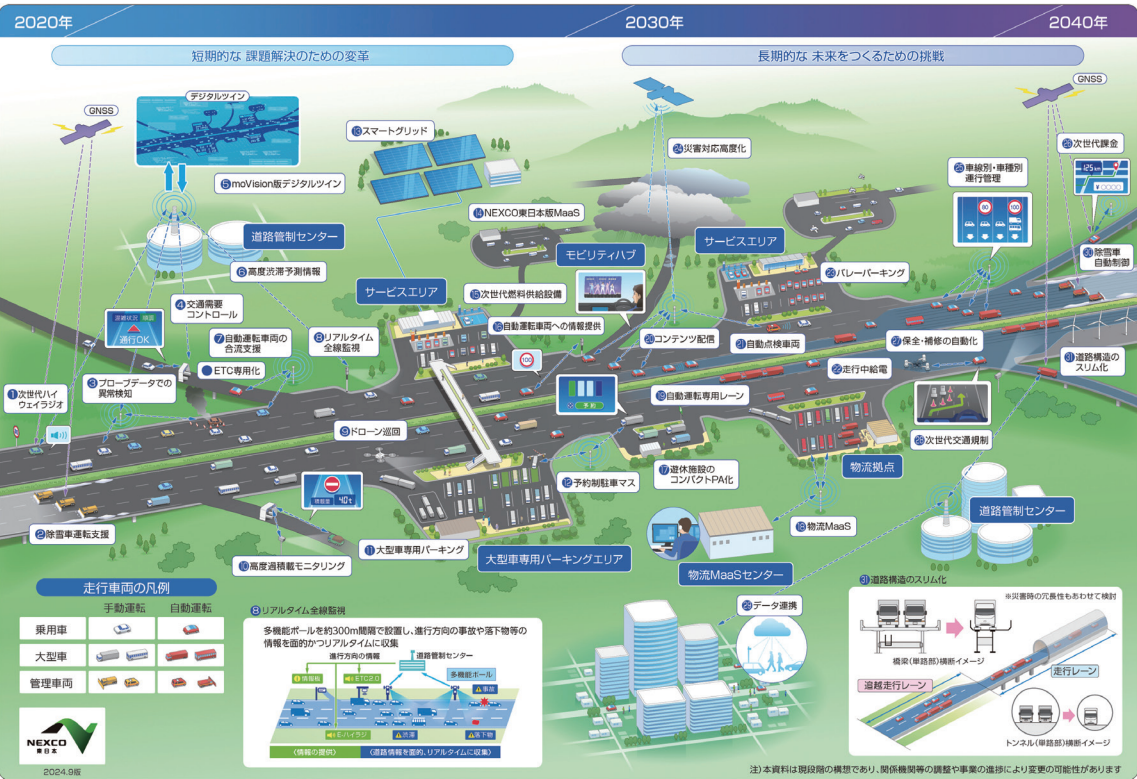 2020年
2030年
2040年
短期的な 課題解決のための変革
長期的な 未来をつくるための挑戦
GNSS
デジタルツイン
⑤moVision版デジタルツイン
道路管制センター
⑥高度渋滞予測情報
④交通需要
コントロール
道路状況 順調
通行OK
⑦自動運転車両の
合流支援
●ETC専用化
⑧リアルタイム
全線監視
③プローブデータでの
異常検知
①次世代ハイ
ウェイラジオ
②除雪車運転支援
⑬スマートグリッド
⑭NEXCO東日本版MaaS
サービスエリア
⑮次世代燃料供給設備
モビリティハブ
⑯自動運転車両への情報提供
100
⑨ドローン巡回
⑩高度過積載モニタリング
40t
⑪大型車専用パーキング
⑫予約制駐車マス
予約
大型車専用パーキングエリア
㉔災害対応高度化
サービスエリア
㉓バレーパーキング
⑳コンテンツ配信
㉑自動点検車両
⑲自動運転専用レーン
㉒走行中給電
⑰遊休施設の
コンパクトPA化
⑱物流MaaS
物流拠点
物流MaaSセンター
GNSS
㉕車線別・車種別
運行管理
80
100
㉖次世代課金
125km
¥○○○○
㉚除雪車
自動制御
㉗保全・補修の自動化
㉛道路構造の
スリム化
㉘次世代交通規制
道路管制センター
㉙データ連携
走行車両の凡例
手動運転
自動運転
乗用車
大型車
管理車両
NEXCO
東日本
2024.9版
⑧リアルタイム全線監視
多機能ポールを約300m間隔で設置し、進行方向の事故や落下物等の
情報を面的かつリアルタイムに収集
進行方向の情報
道路管制センター
情報板
ETC2.0
多機能ポール
事故
E-ハイラジ
渋滞
落下物
〈情報の提供〉
〈道路情報を面的、リアルタイムに収集〉
㉛道路構造のスリム化
※災害時の冗長性もあわせて検討
橋梁(単路部)横断イメージ
走行レーン
追越走行レーン
トンネル(単路部)横断イメージ
注)本資料は現段階の構想であり、関係機関等の調整や事業の進捗により変更の可能性があります